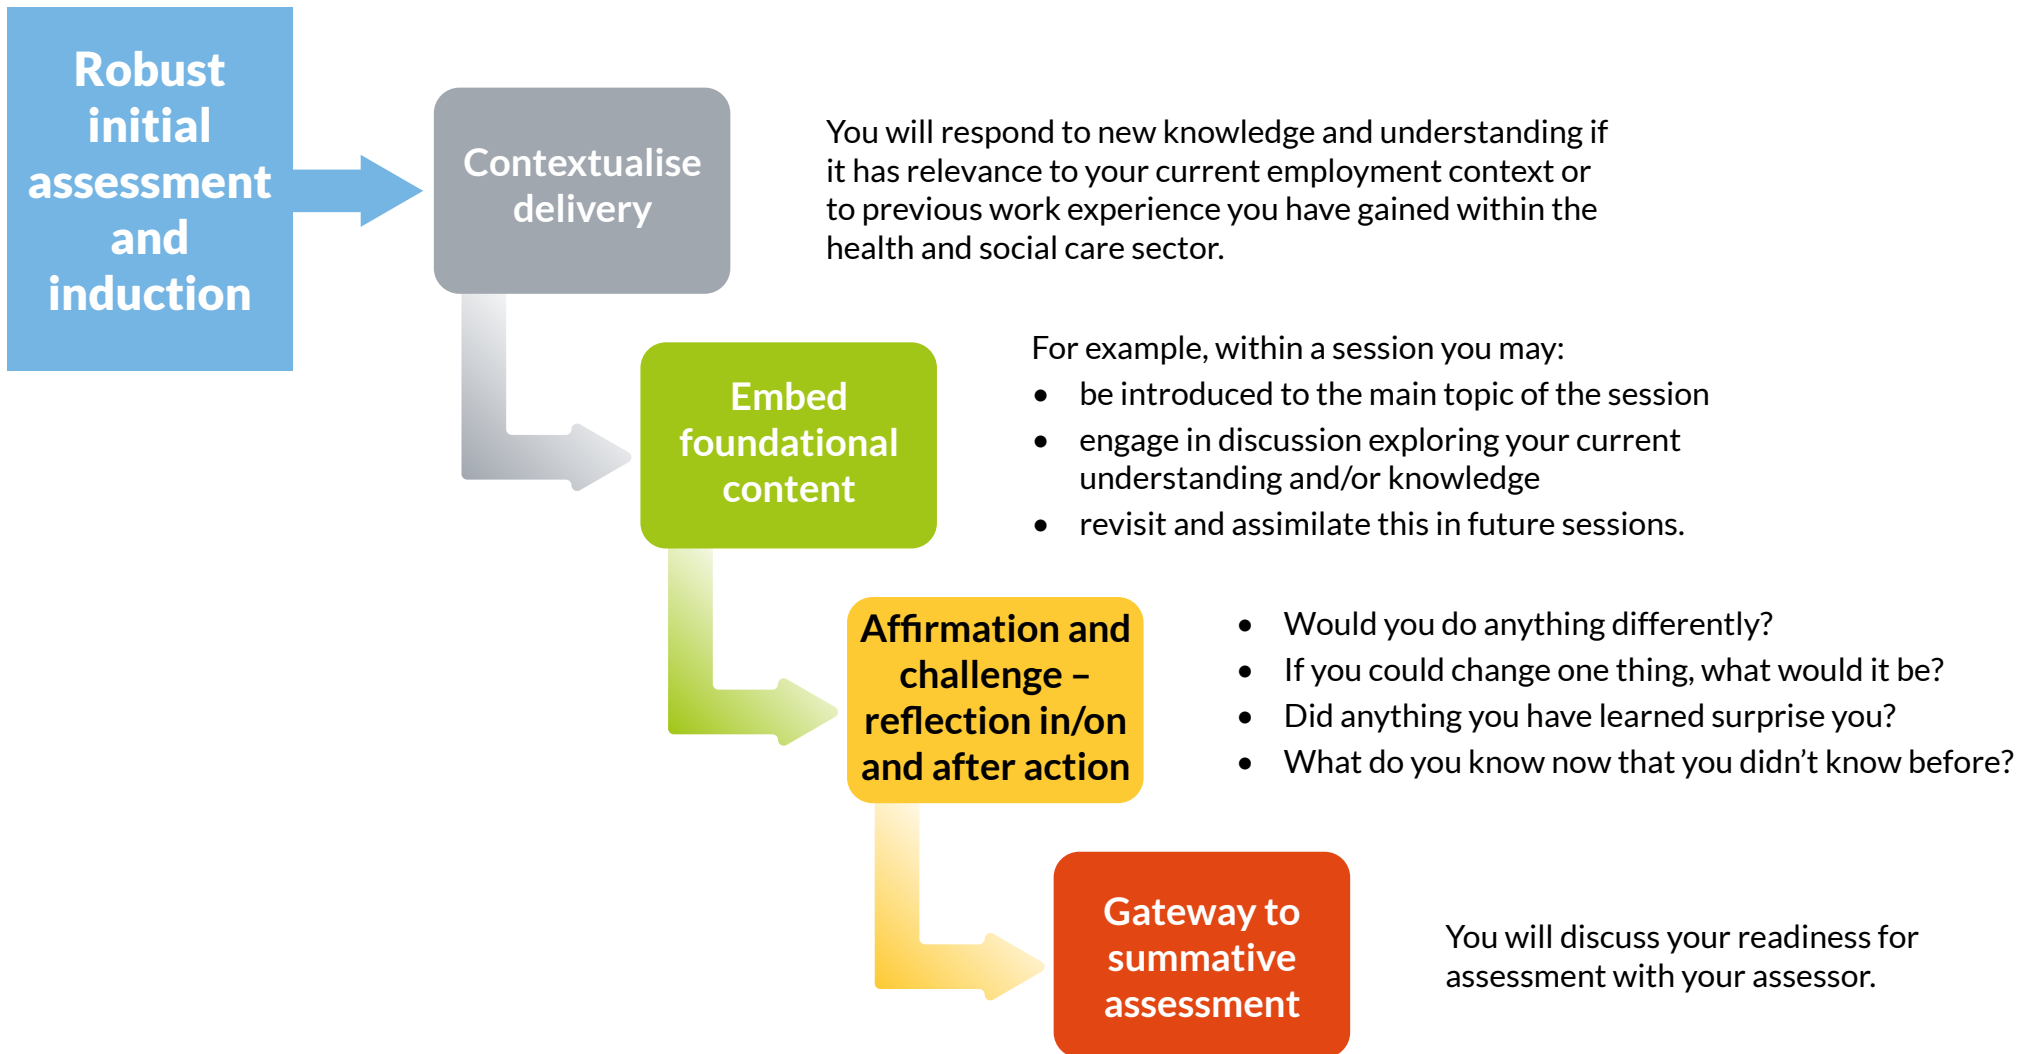 Robust
initial
assessment
and
induction
Contextualise
delivery
You will respond to new knowledge and understanding if
it has relevance to your current employment context or
to previous work experience you have gained within the
health and social care sector.
Embed
foundational
content
For example, within a session you may:
• be introduced to the main topic of the session
• engage in discussion exploring your current
understanding and/or knowledge
• revisit and assimilate this in future sessions.
Affirmation and
challenge –
reflection in/on
and after action
• Would you do anything differently?
• If you could change one thing, what would it be?
• Did anything you have learned surprise you?
• What do you know now that you didn’t know before?
Gateway to
summative
assessment
You will discuss your readiness for
assessment with your assessor.